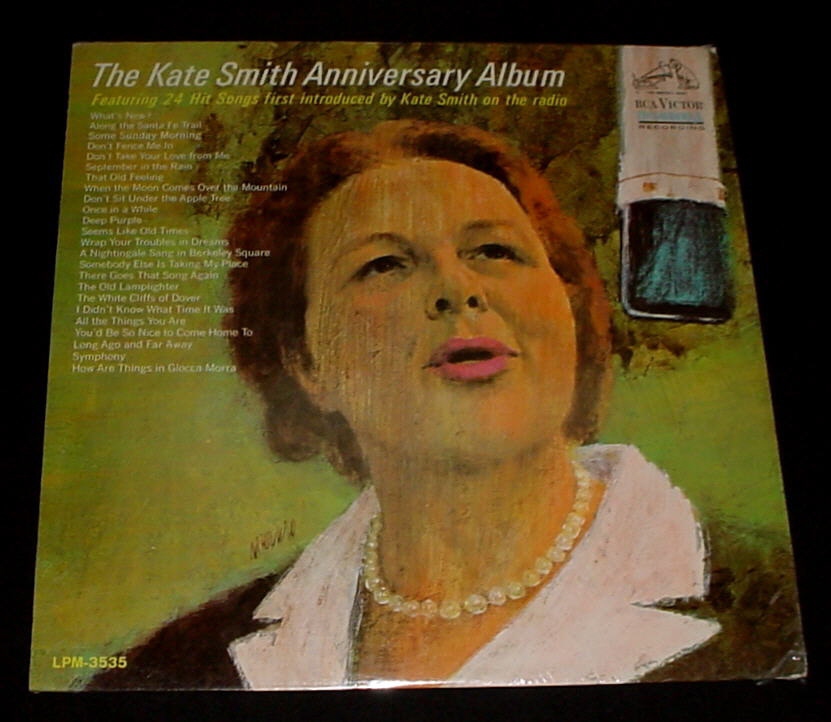 The Kate Smith Anniversary Album
Featuring 24 Hit Songs first introduced by Kate Smith on the radio
What's New?
Along the Santa Fe Trail
Some Sunday Morning
Don't Fence Me In
Don't Take Your Love from Me
September in the Rain
That Old Feeling
When the Moon Comes Over the Mountain
Don't Sit Under the Apple Tree
Once in a While
Deep Purple
Seems Like Old Times
Wrap Your Troubles in Dreams
A Nightingale Sang in Berkeley Square
Somebody Else Is Taking My Place
There Goes That Song Again
The Old Lamplighter
The White Cliffs of Dover
I Didn't Know What Time It Was
All the Things You Are
You'd Be So Nice to Come Home To
Long Ago and Far Away
Symphony
How Are Things in Glocca Morra
RCA VICTOR
RECORDING
LPM-3535